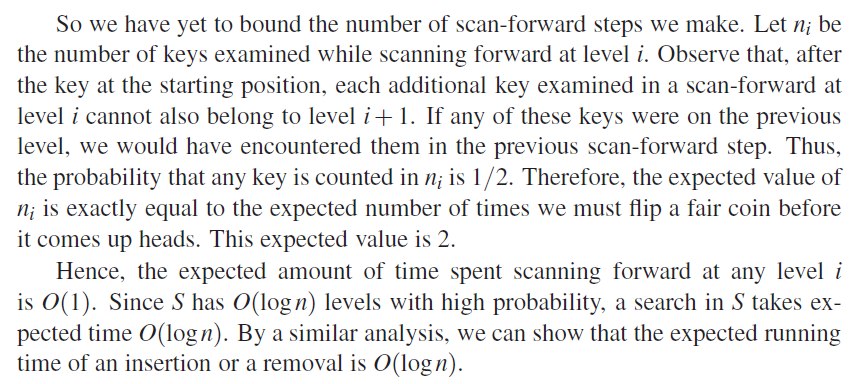 So we have yet to bound the number of scan-forward steps we make. Let nᵢ be
the number of keys examined while scanning forward at level i. Observe that, after
the key at the starting position, each additional key examined in a scan-forward at
level i cannot also belong to level i+1. If any of these keys were on the previous
level, we would have encountered them in the previous scan-forward step. Thus,
the probability that any key is counted in nᵢ is 1/2. Therefore, the expected value of
nᵢ is exactly equal to the expected number of times we must flip a fair coin before
it comes up heads. This expected value is 2.
Hence, the expected amount of time spent scanning forward at any level i
is O(1). Since S has O(log n) levels with high probability, a search in S takes ex-
pected time O(log n). By a similar analysis, we can show that the expected running
time of an insertion or a removal is O(log n).